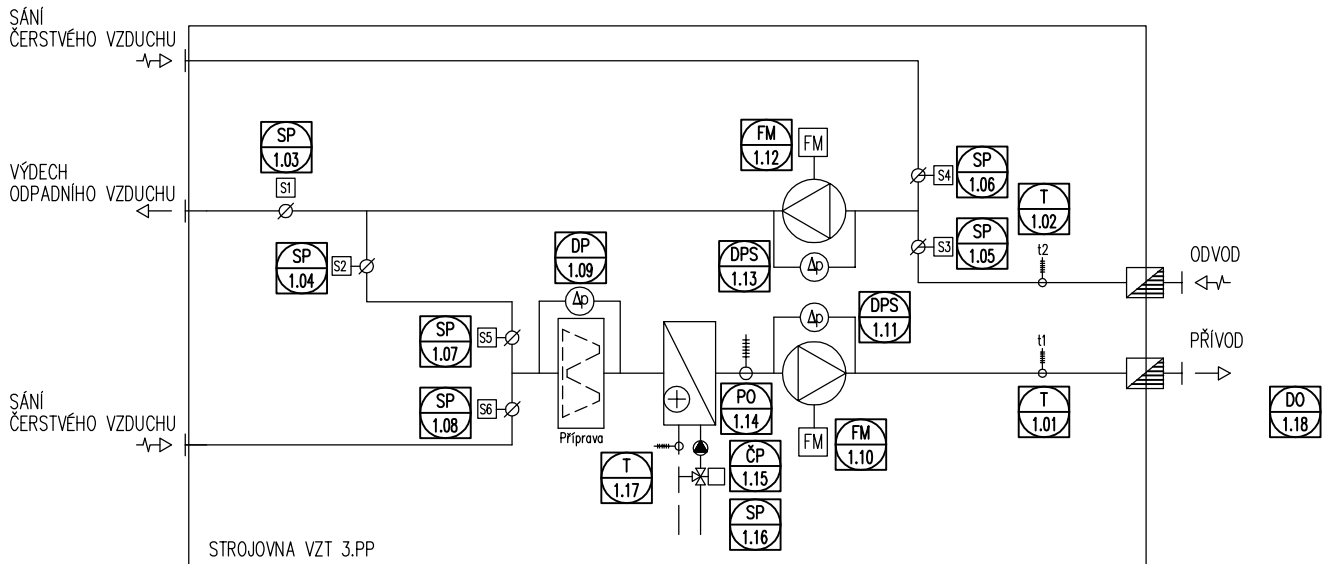 SÁNÍ
ČERSTVÉHO VZDUCHU
SP
1.03
S1
FM
1.12
FM
S4
SP
1.06
VÝDECH
ODPADNÍHO VZDUCHU
T
1.02
SP
1.04
S2
DP
1.09
Δp
DPS
1.13
Δp
S3
SP
1.05
t2
ODVOD
SP
1.07
S5
Δp
DPS
1.11
t1
PŘÍVOD
SÁNÍ
ČERSTVÉHO VZDUCHU
SP
1.08
S6
Příprava
PO
1.14
FM
FM
1.10
T
1.01
DO
1.18
T
1.17
ČP
1.15
SP
1.16
STROJOVNA VZT 3.PP